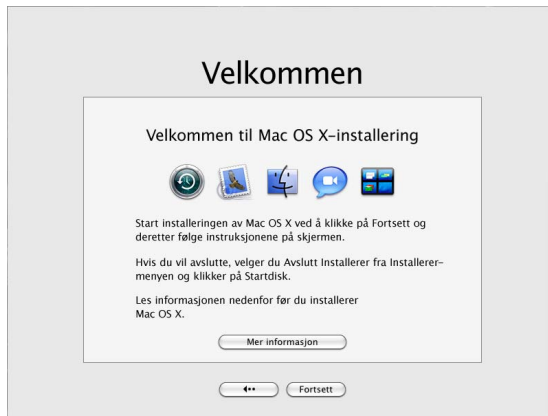 Velkommen
Velkommen til Mac OS X-installering
Start installeringen av Mac OS X ved å klikke på Fortsett og
deretter følge instruksjonene på skjermen.
Hvis du vil avslutte, velger du Avslutt Installerer fra Installerer-
menyen og klikker på Startdisk.
Les informasjonen nedenfor før du installerer
Mac OS X.
Mer informasjon
Fortsett